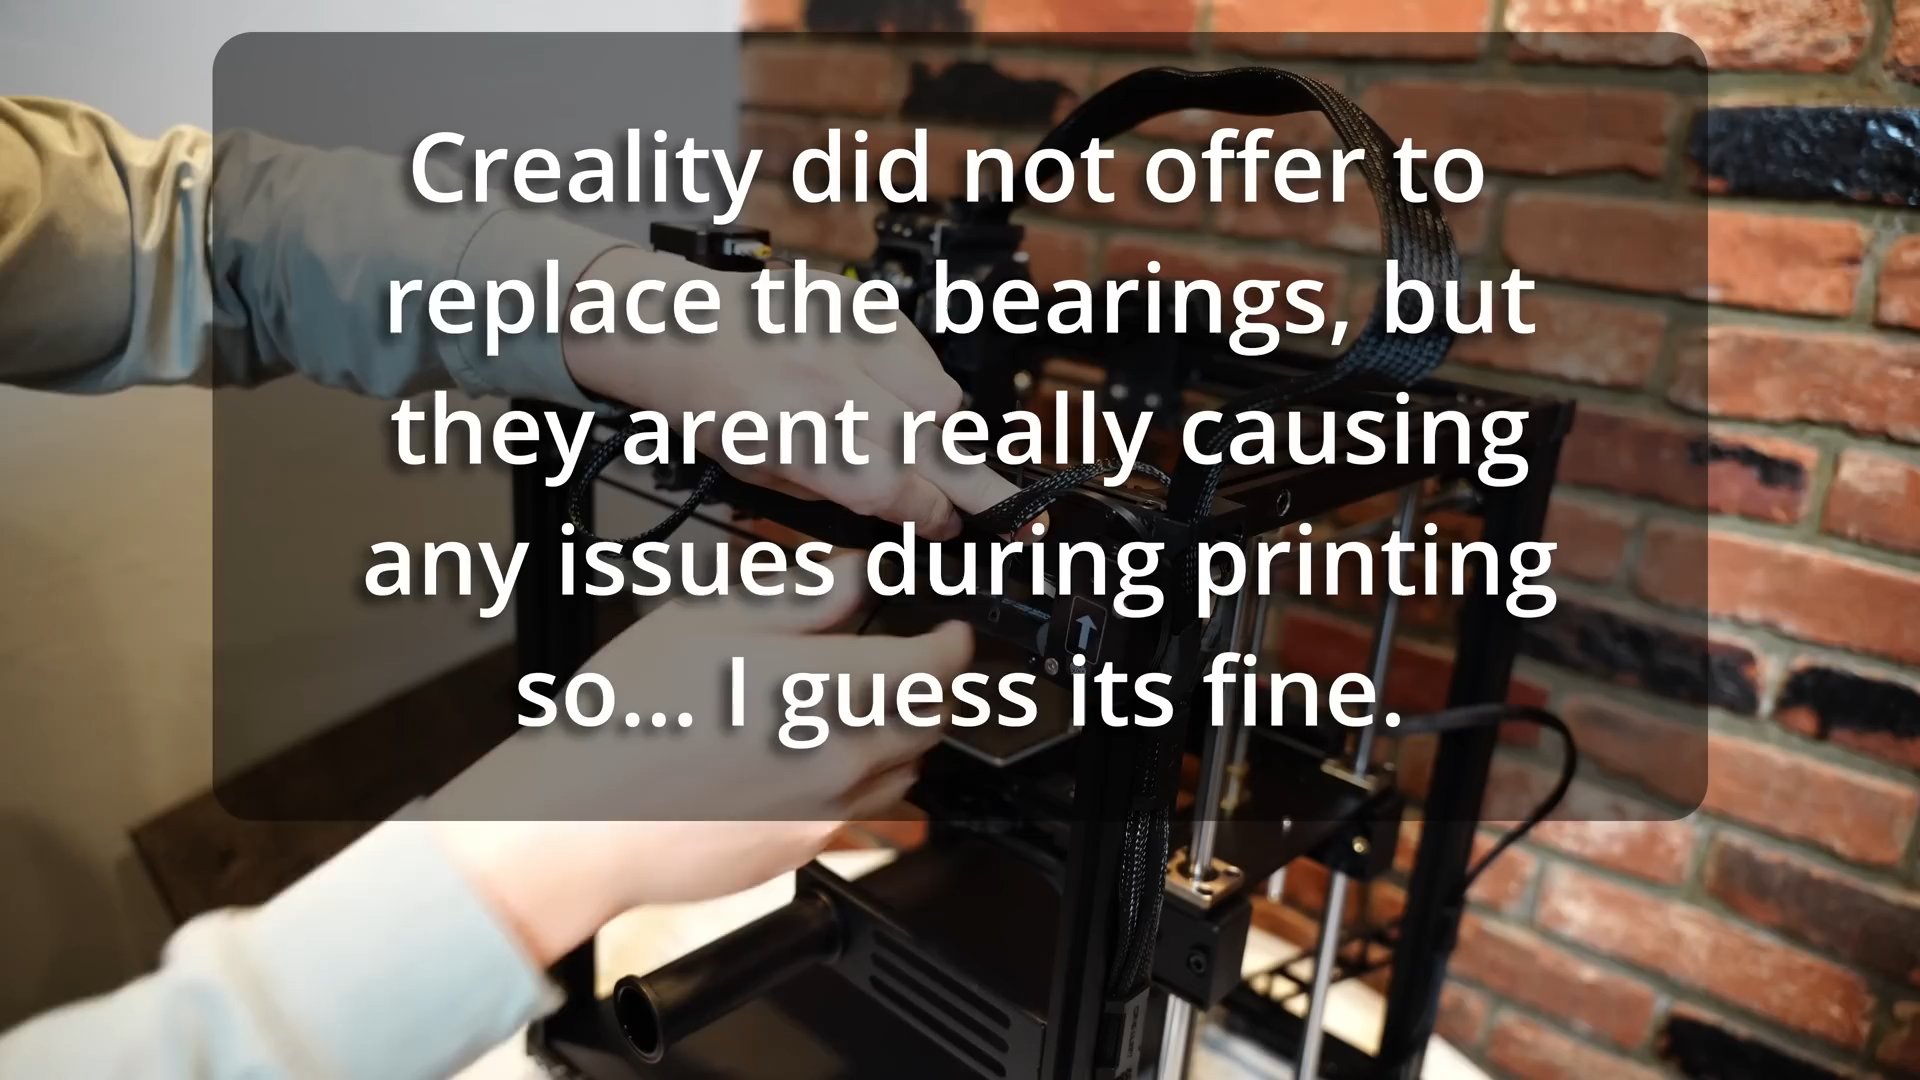 Creality did not offer to
replace the bearings, but
they arent really causing
any issues during printing
so... I guess its fine.